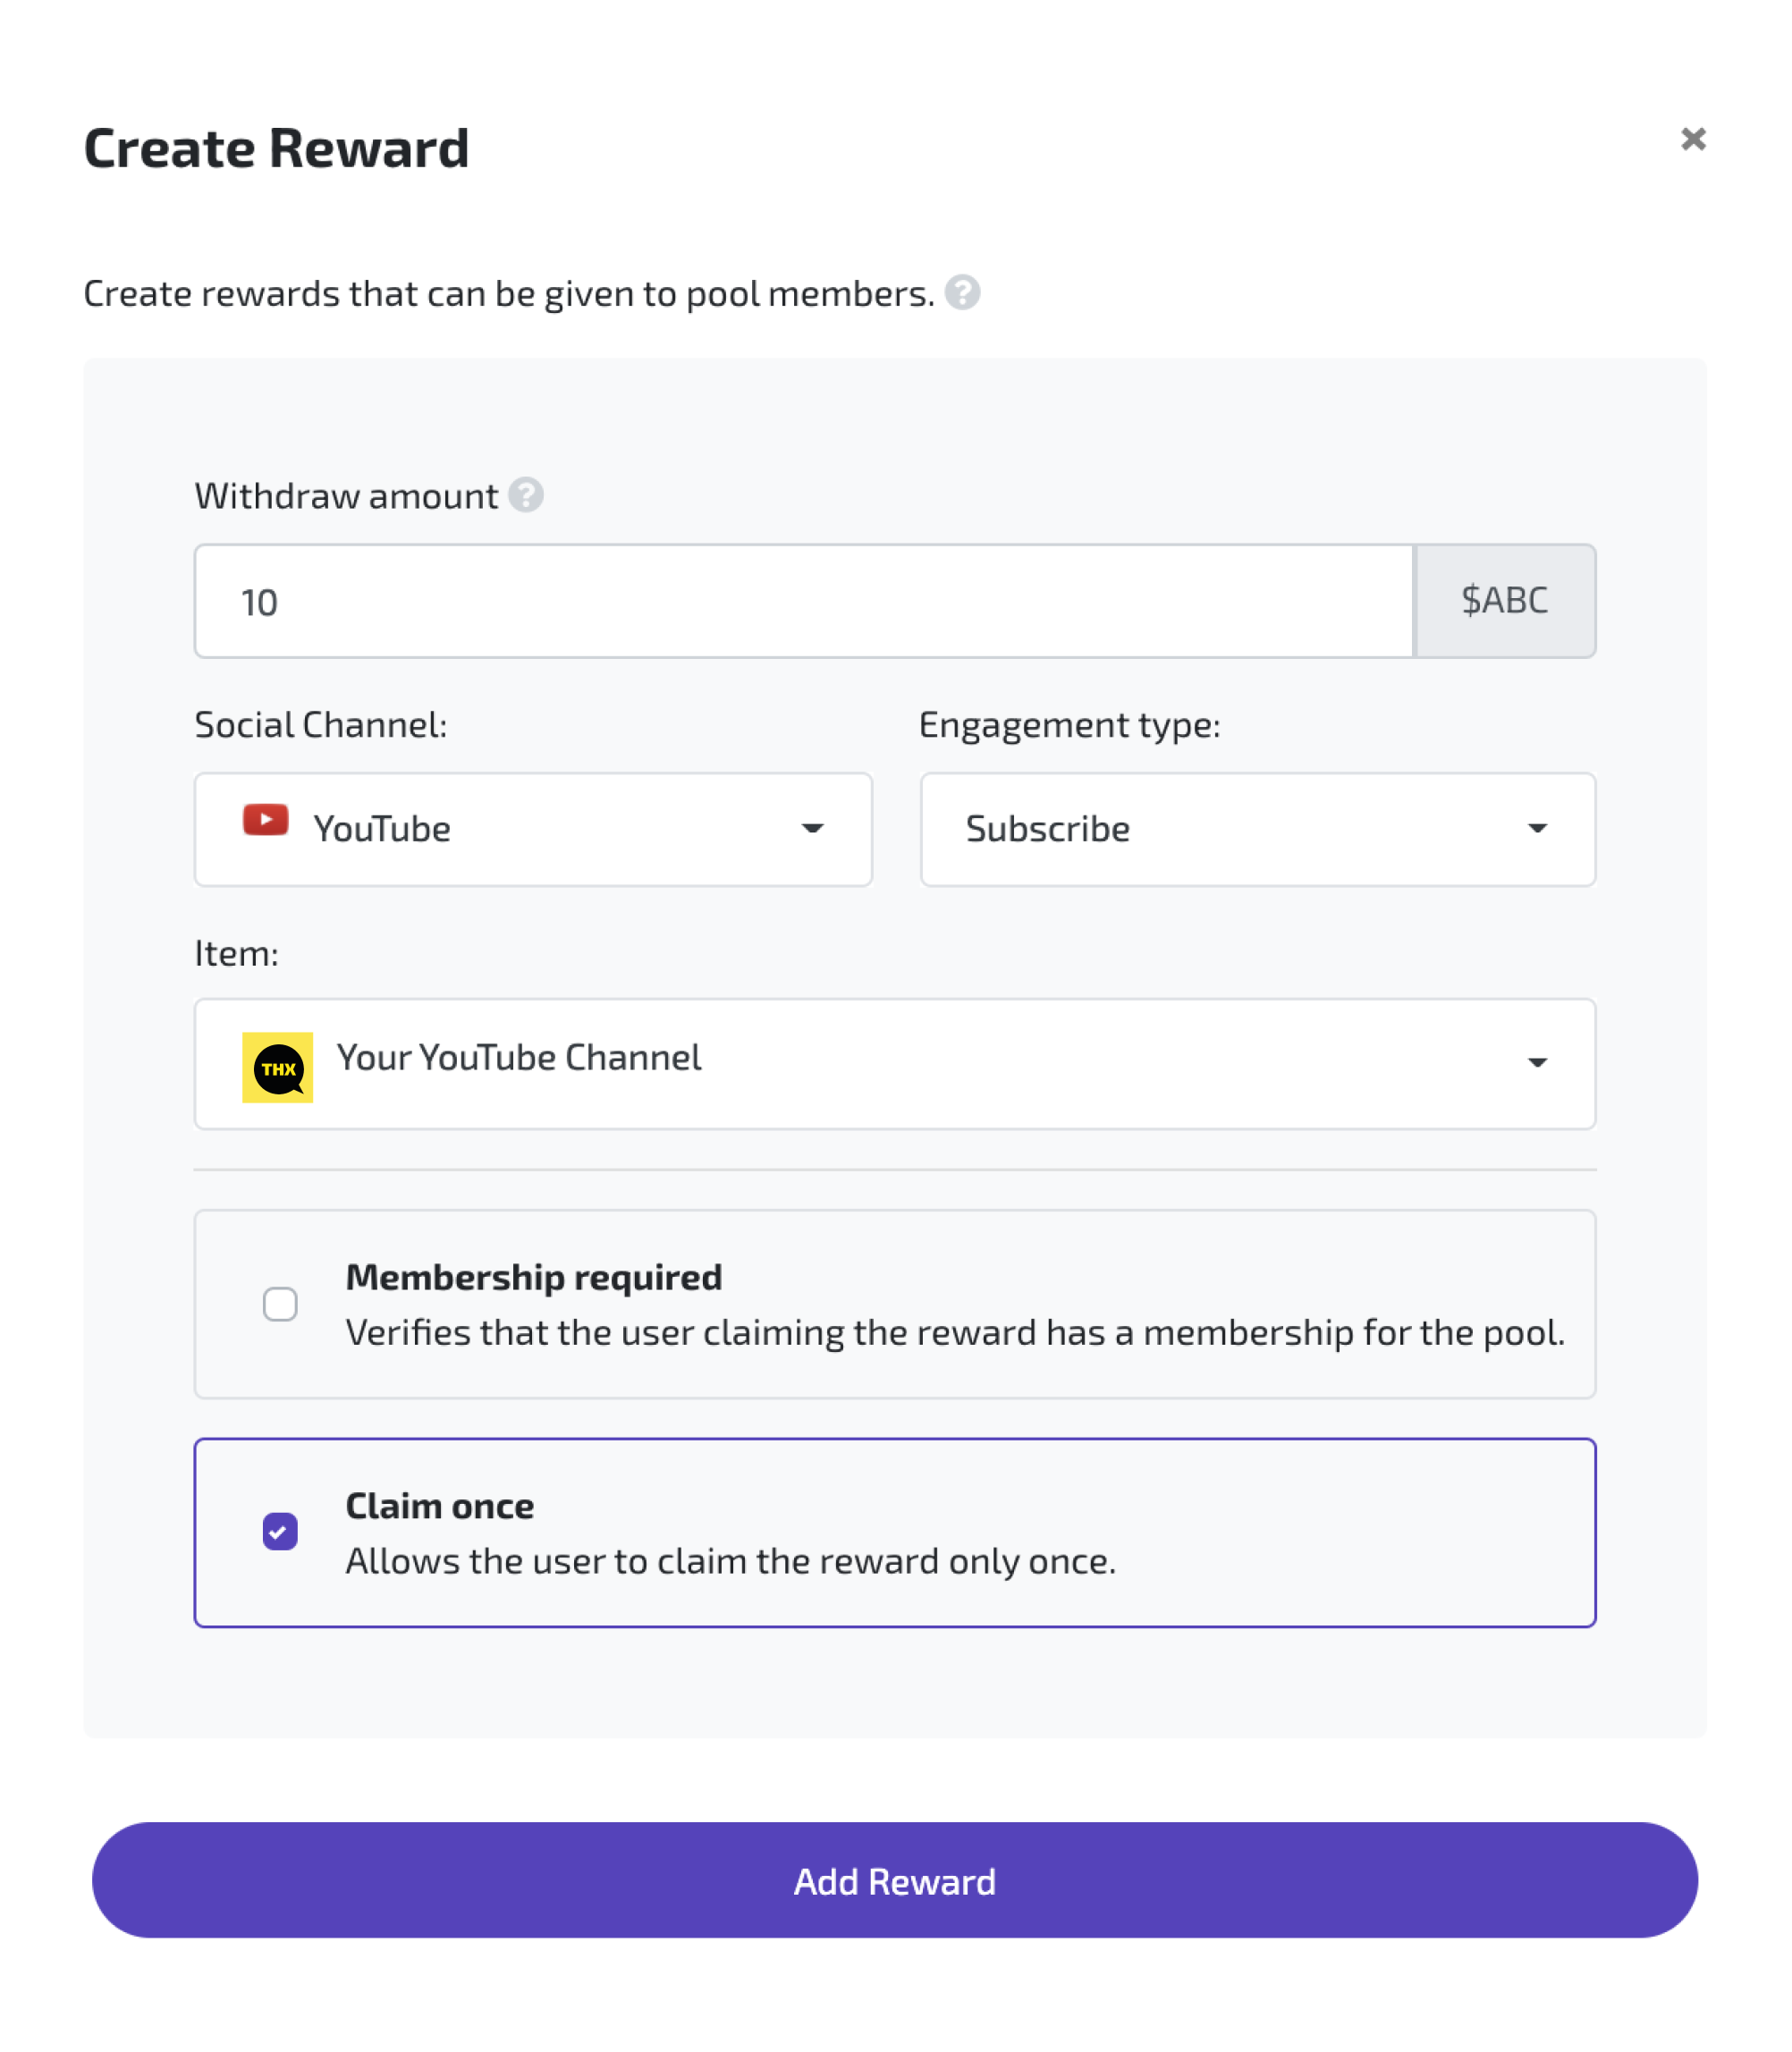 Create Reward
Create rewards that can be given to pool members. ?
Withdraw amount ?
10 $ABC
Social Channel: Engagement type:
YouTube Subscribe
Item:
THX Your YouTube Channel
Membership required
Verifies that the user claiming the reward has a membership for the pool.
Claim once
Allows the user to claim the reward only once.
Add Reward